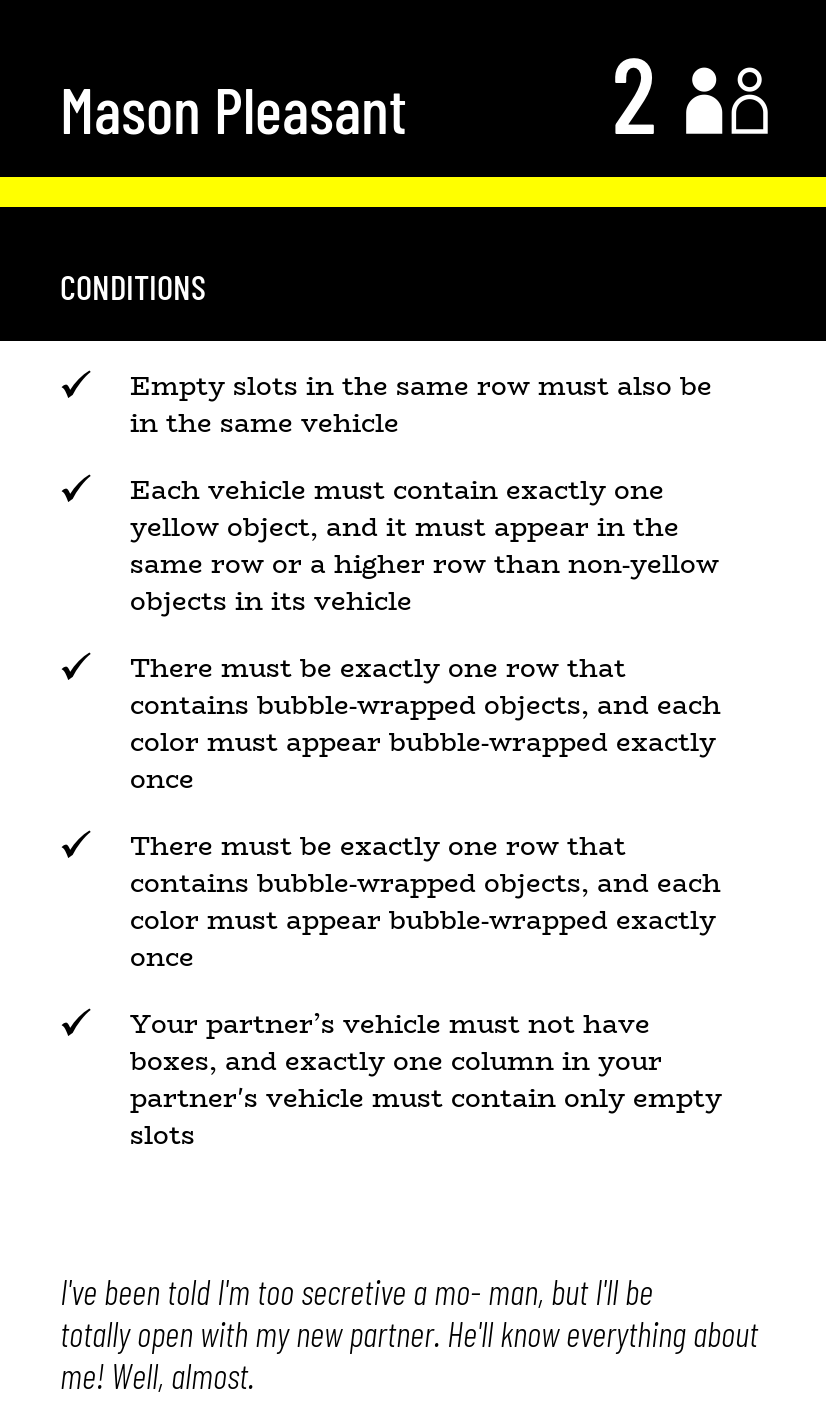 Mason Pleasant 2
CONDITIONS
✓ Empty slots in the same row must also be
in the same vehicle
✓ Each vehicle must contain exactly one
yellow object, and it must appear in the
same row or a higher row than non-yellow
objects in its vehicle
✓ There must be exactly one row that
contains bubble-wrapped objects, and each
color must appear bubble-wrapped exactly
once
✓ There must be exactly one row that
contains bubble-wrapped objects, and each
color must appear bubble-wrapped exactly
once
✓ Your partner’s vehicle must not have
boxes, and exactly one column in your
partner's vehicle must contain only empty
slots
I've been told I'm too secretive a mo- man, but I'll be
totally open with my new partner. He'll know everything about
me! Well, almost.